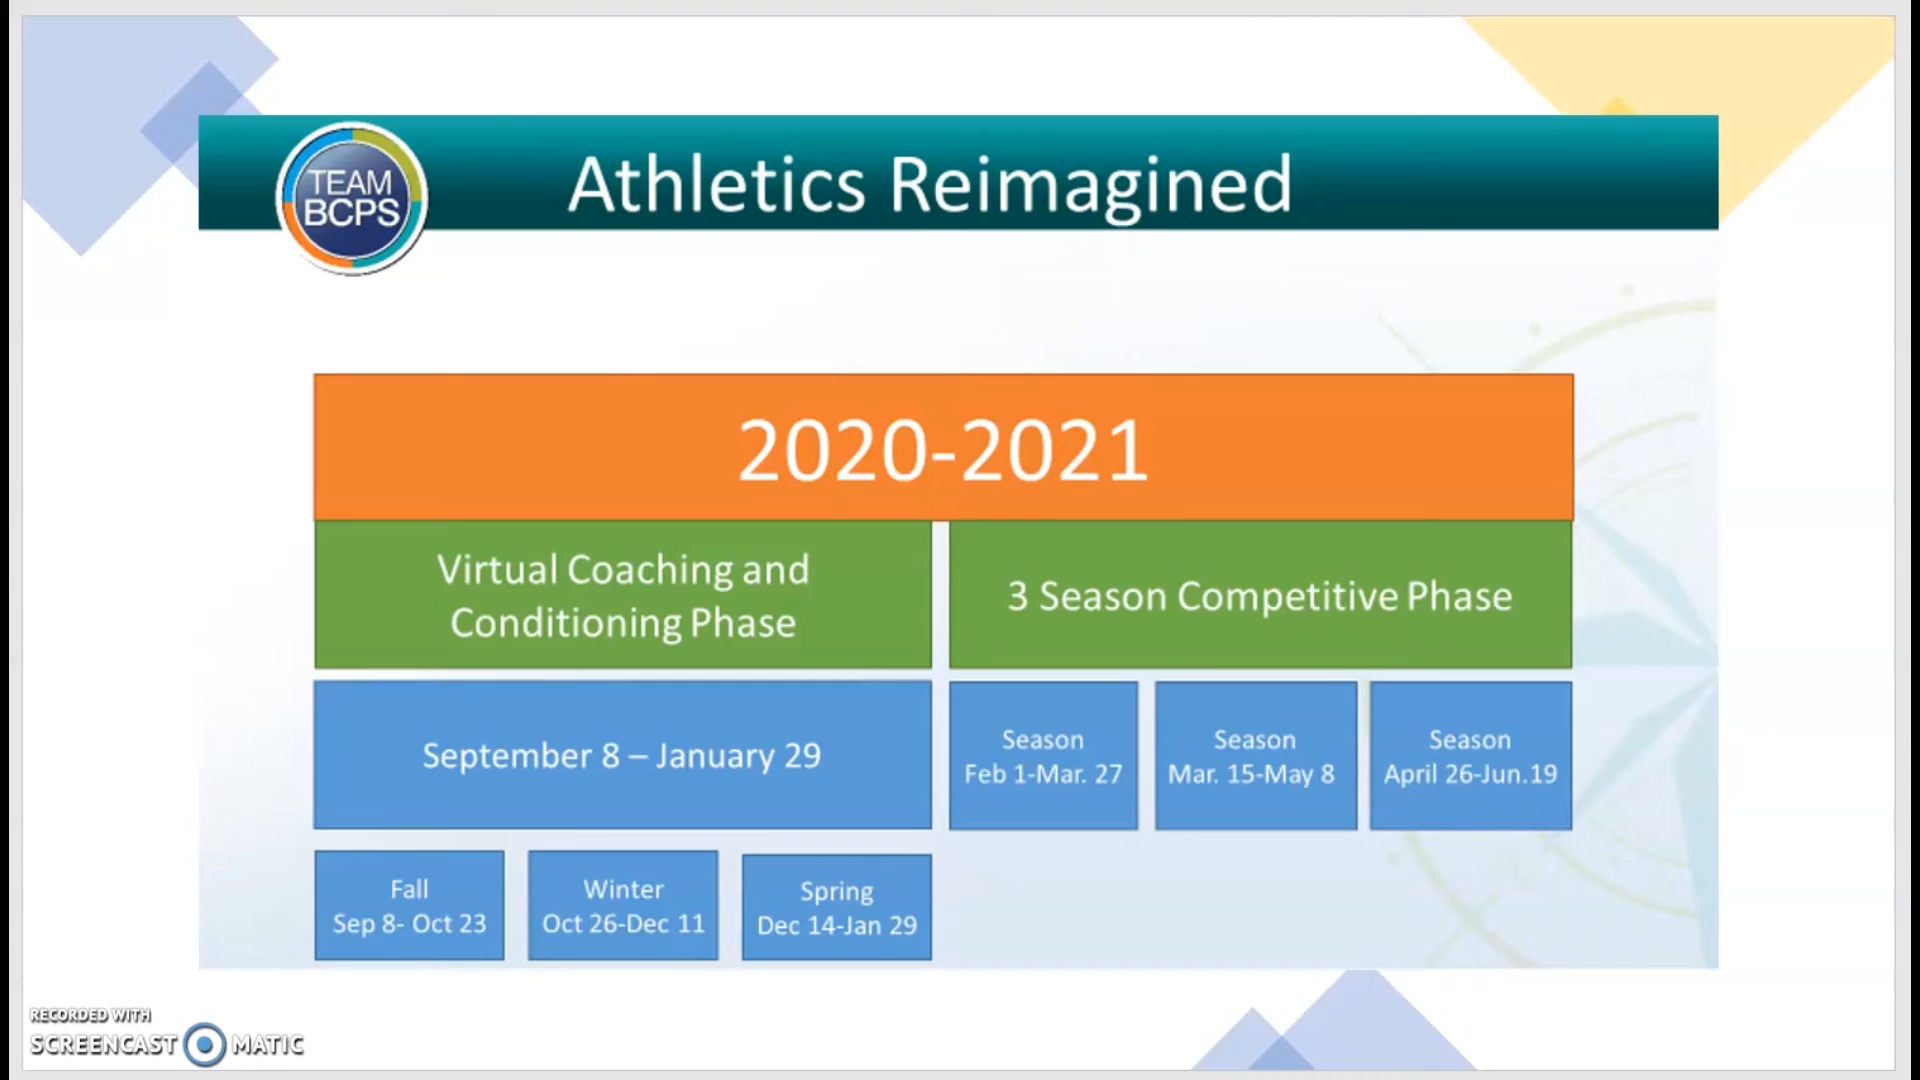 TEAM
BCPS
Athletics Reimagined
2020-2021
Virtual Coaching and
Conditioning Phase
3 Season Competitive Phase
September 8 – January 29
Season
Feb 1-Mar. 27
Season
Mar. 15-May 8
Season
April 26-Jun.19
Fall
Sep 8- Oct 23
Winter
Oct 26-Dec 11
Spring
Dec 14-Jan 29
RECORDED WITH
SCREENCAST MATIC